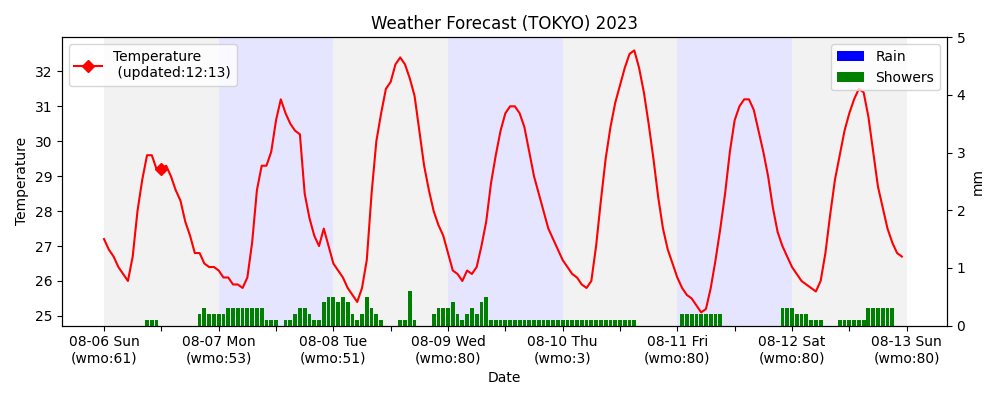 Weather Forecast (TOKYO) 2023
Temperature
(updated:12:13)
Rain
Showers
Temperature
32
31
30
29
28
27
26
25
5
4
3
2
1
0
mm
08-06 Sun
(wmo:61)
08-07 Mon
(wmo:53)
08-08 Tue
(wmo:51)
08-09 Wed
(wmo:80)
08-10 Thu
(wmo:3)
08-11 Fri
(wmo:80)
08-12 Sat
(wmo:80)
08-13 Sun
(wmo:80)
Date